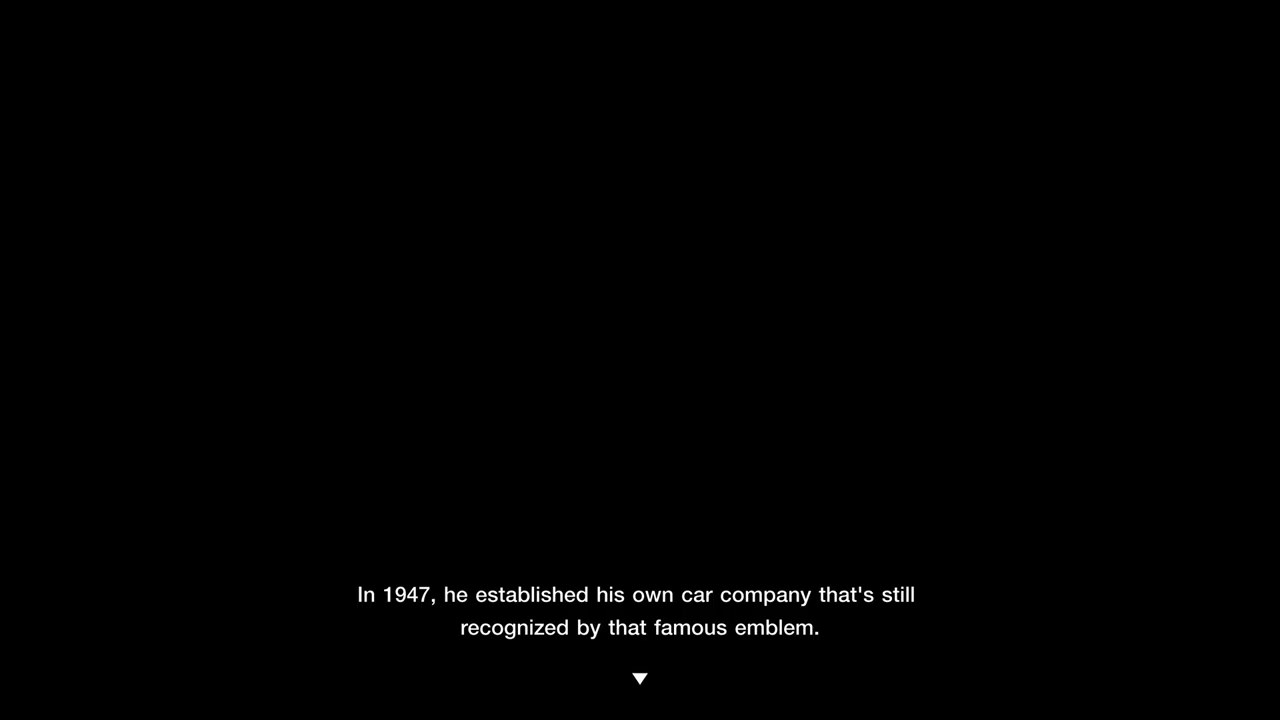 In 1947, he established his own car company that's still
recognized by that famous emblem.